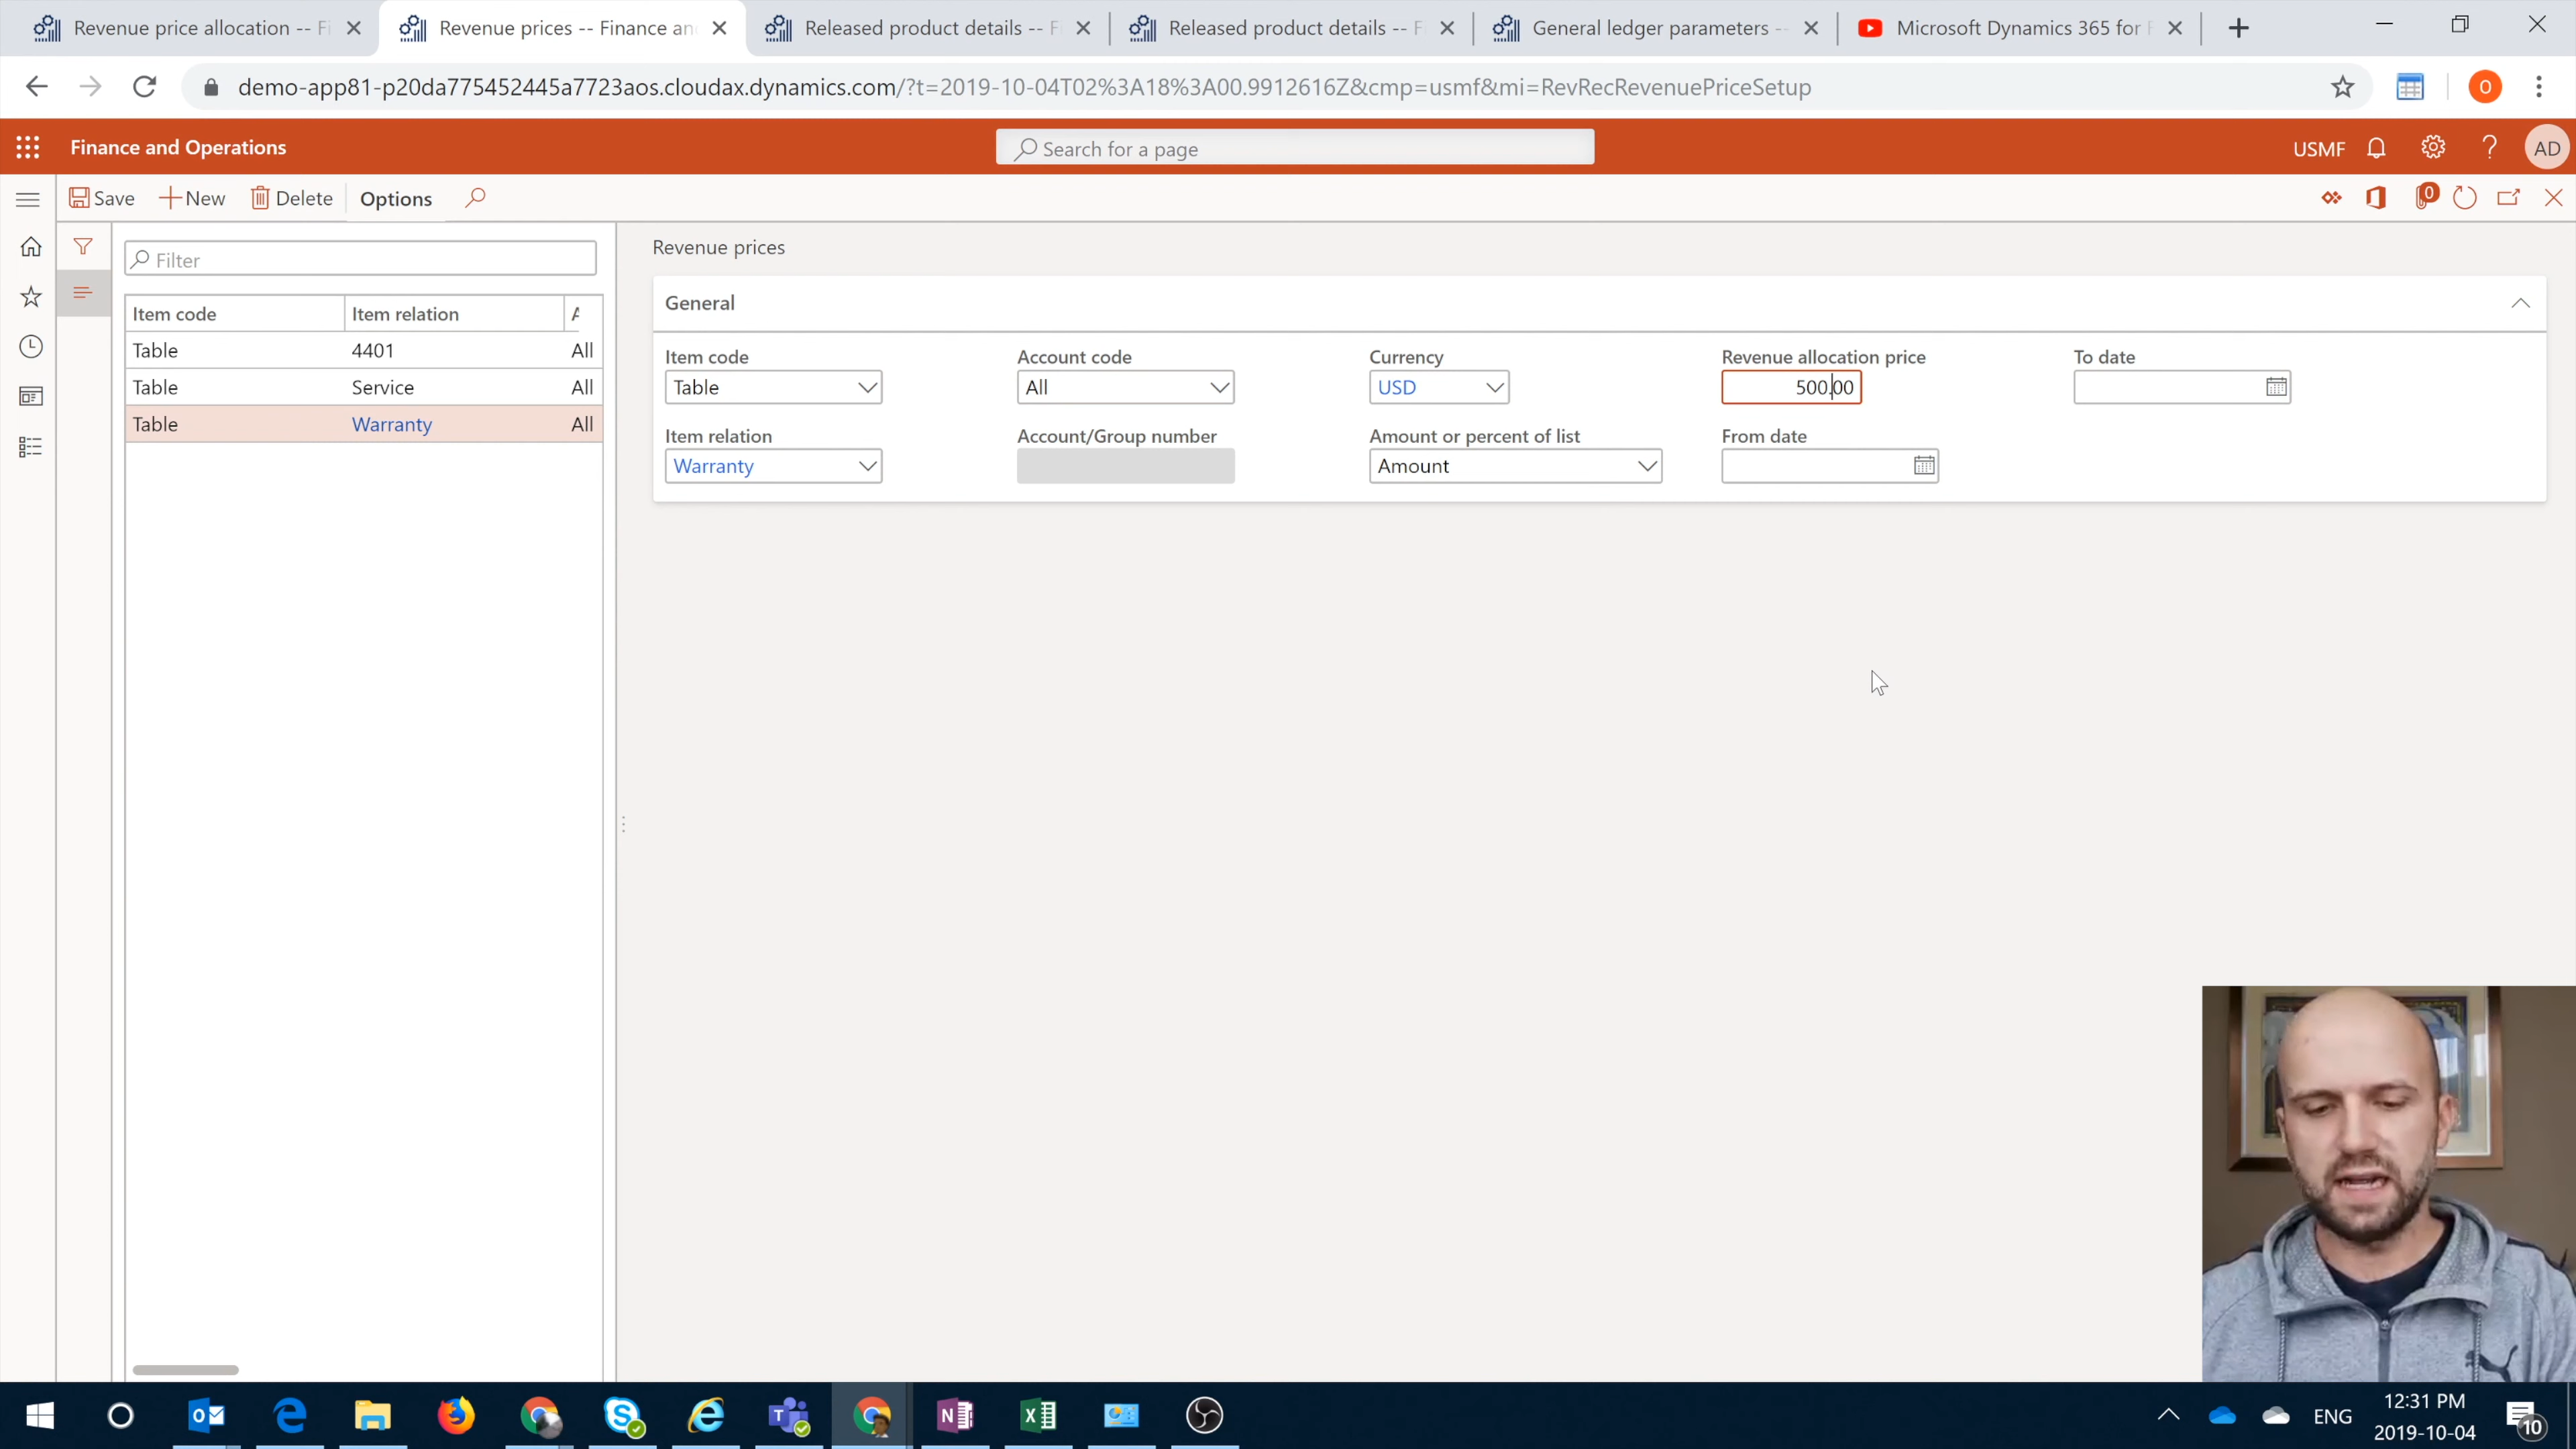 Revenue price allocation -- Fi
Revenue prices -- Finance an
Released product details -- F
Released product details -- F
General ledger parameters --
Microsoft Dynamics 365 for F
demo-app81-p20da775452445a7723aos.cloudax.dynamics.com/?t=2019-10-04T02%3A18%3A00.9912616Z&cmp=usmf&mi=RevRecRevenuePriceSetup
O
Finance and Operations
Search for a page
USMF
AD
Save
New
Delete
Options
0
Filter
Item code Item relation A
Table 4401 All
Table Service All
Table Warranty All
Revenue prices
General
Item code Account code Currency Revenue allocation price To date
Table All USD 500.00
Item relation Account/Group number Amount or percent of list From date
Warranty Amount
ENG
12:31 PM
2019-10-04
10